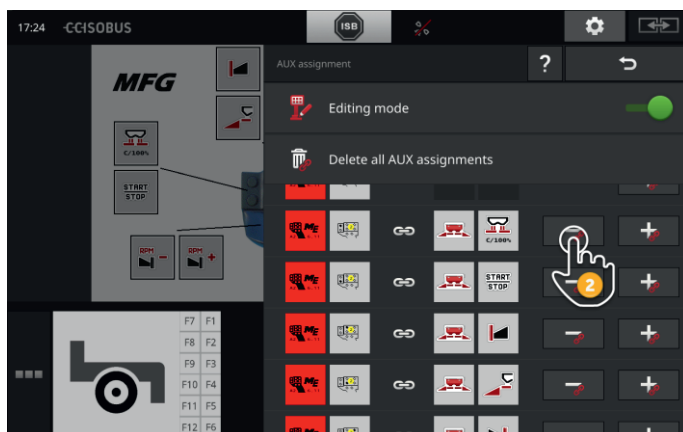 17:24
CCISOBUS
ISB
AUX assignment
?
MFG
Editing mode
Delete all AUX assignments
C/100%
START
STOP
RPM
-
RPM
+
C/100%
START
STOP
2
F7 F1
F8 F2
F9 F3
F10 F4
F11 F5
F12 F6